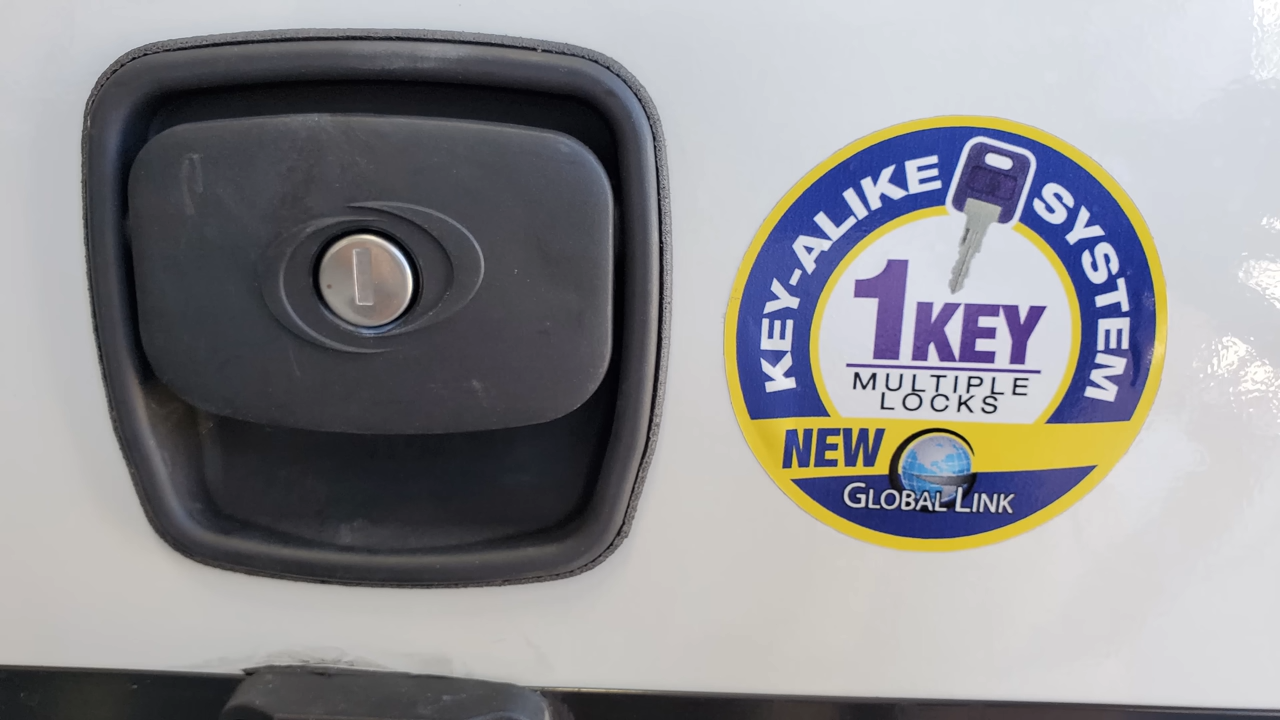 KEY-ALIKE SYSTEM
1KEY
MULTIPLE
LOCKS
NEW
GLOBAL LINK